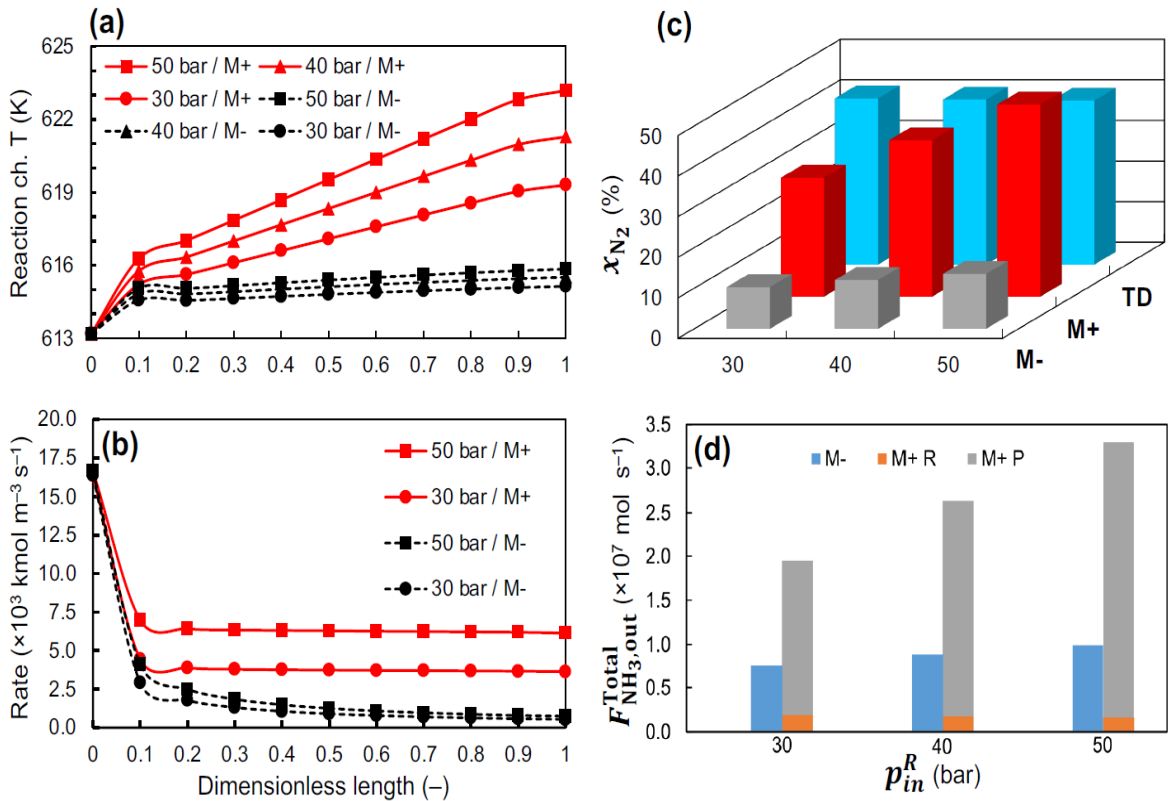 (a)
625
622
619
616
613
Reaction ch. T (K)
50 bar / M+
40 bar / M+
30 bar / M+
50 bar / M-
40 bar / M-
30 bar / M-
0 0.1 0.2 0.3 0.4 0.5 0.6 0.7 0.8 0.9 1
(c)
50
40
30
20
10
0
x_N2 (%)
30 40 50
M-
M+
TD
(b)
20.0
17.5
15.0
12.5
10.0
7.5
5.0
2.5
0.0
Rate (×10³ kmol m⁻³ s⁻¹)
50 bar / M+
30 bar / M+
50 bar / M-
30 bar / M-
0 0.1 0.2 0.3 0.4 0.5 0.6 0.7 0.8 0.9 1
Dimensionless length (–)
(d)
3.5
3.0
2.5
2.0
1.5
1.0
0.5
0.0
F^Total_NH3,out (×10⁷ mol s⁻¹)
M- M+ R M+ P
30 40 50
p^R_in (bar)